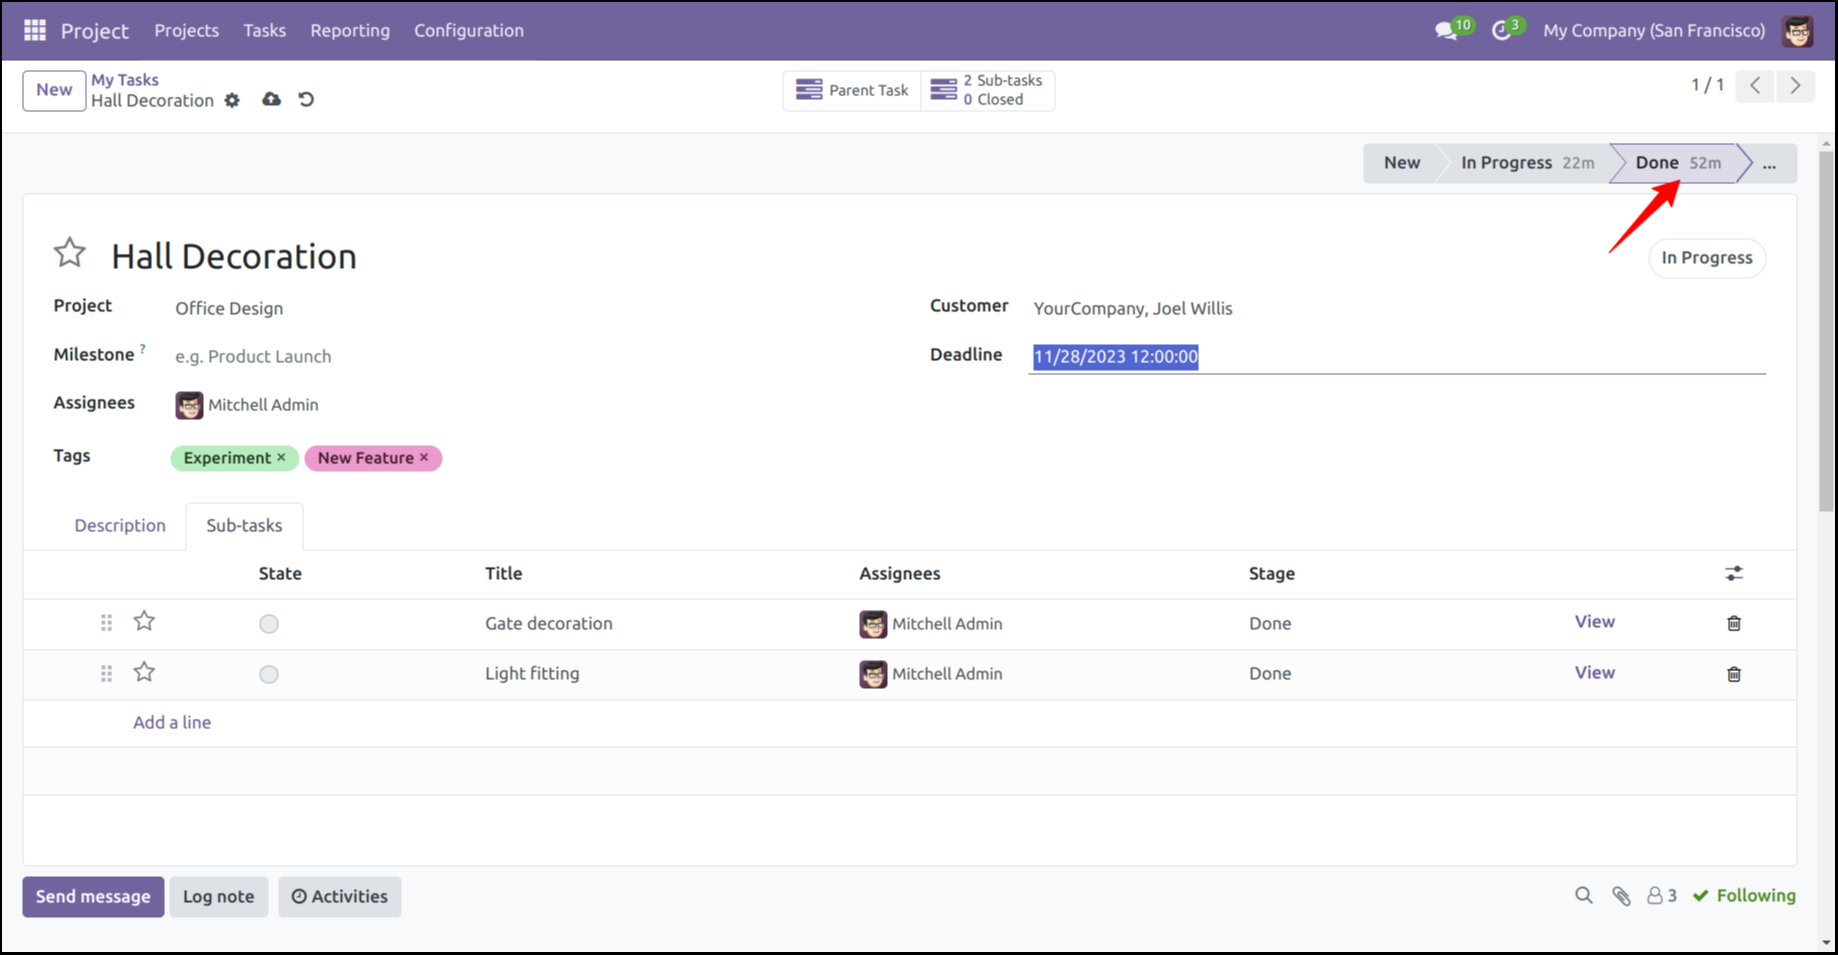 Project Projects Tasks Reporting Configuration 10 3 My Company (San Francisco)
New My Tasks
Hall Decoration
Parent Task
2 Sub-tasks
0 Closed
1 / 1
New In Progress 22m Done 52m ...
Hall Decoration
In Progress
Project Office Design
Customer YourCompany, Joel Willis
Milestone ? e.g. Product Launch
Deadline 11/28/2023 12:00:00
Assignees Mitchell Admin
Tags Experiment × New Feature ×
Description Sub-tasks
State Title Assignees Stage
Gate decoration Mitchell Admin Done View
Light fitting Mitchell Admin Done View
Add a line
Send message Log note Activities 3 Following